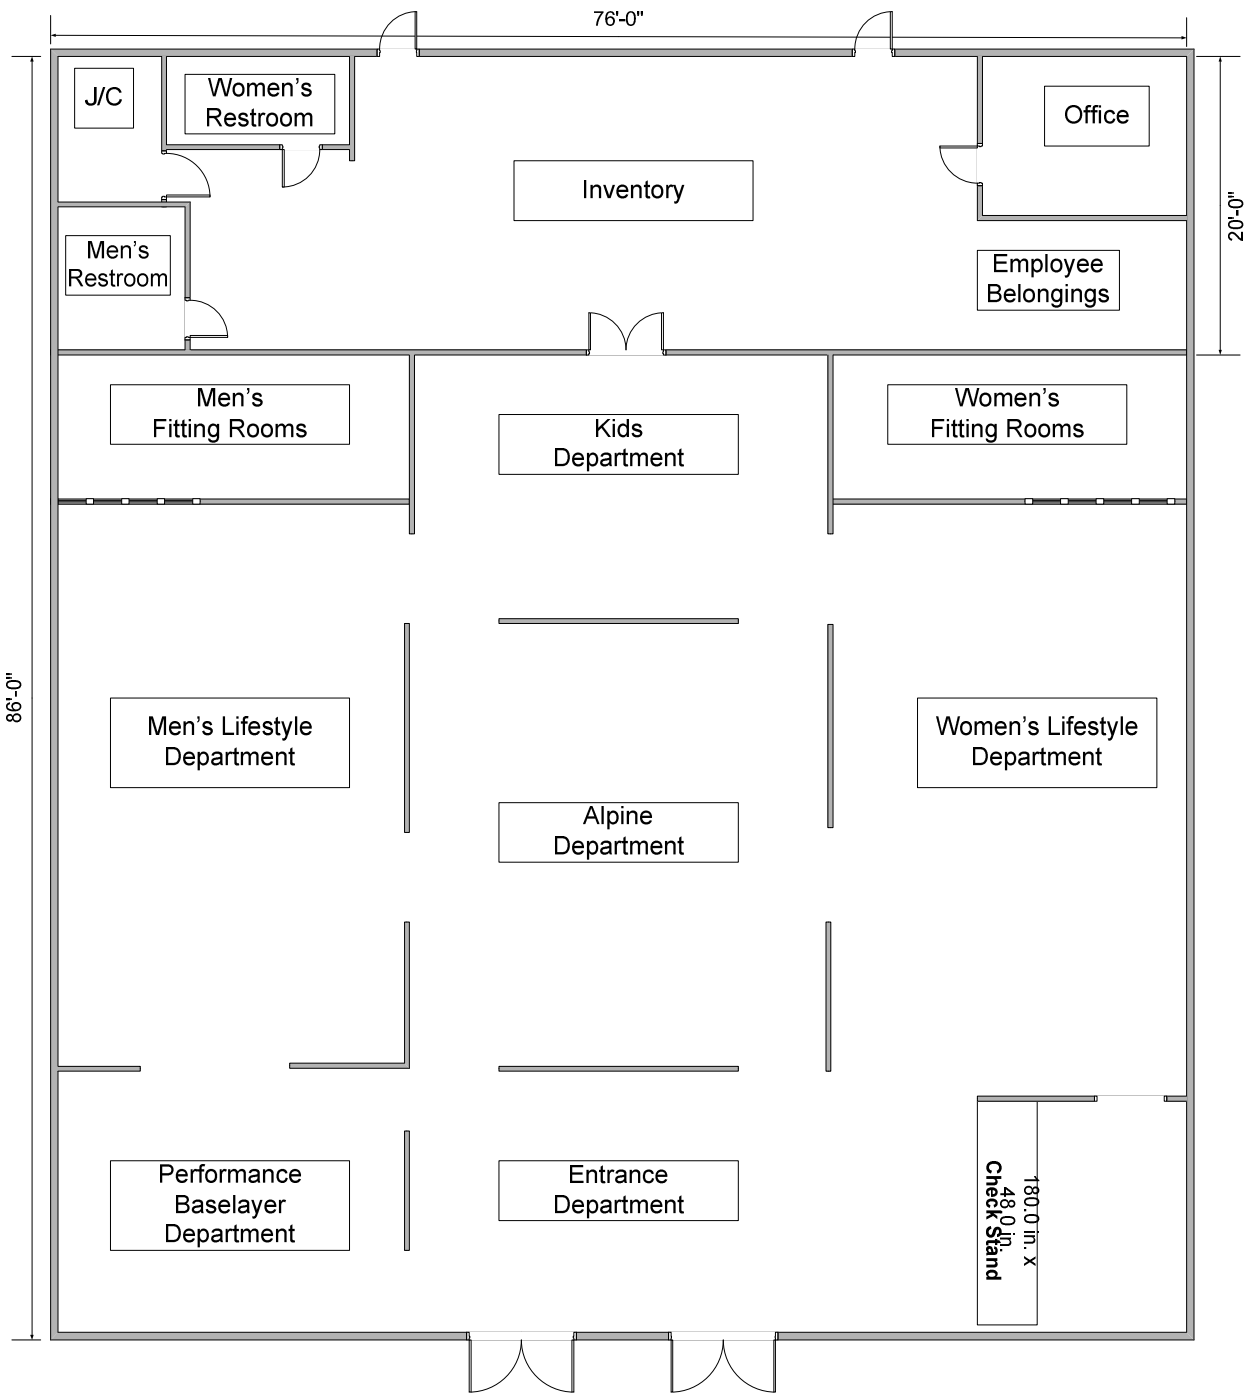 76'-0"
J/C
Women’s
Restroom
Office
Inventory
20'-0"
Men’s
Restroom
Employee
Belongings
Men’s
Fitting Rooms
Kids
Department
Women’s
Fitting Rooms
86'-0"
Men’s Lifestyle
Department
Women’s Lifestyle
Department
Alpine
Department
Performance
Baselayer
Department
Entrance
Department
180.0 in. x
48.0 in.
Check Stand